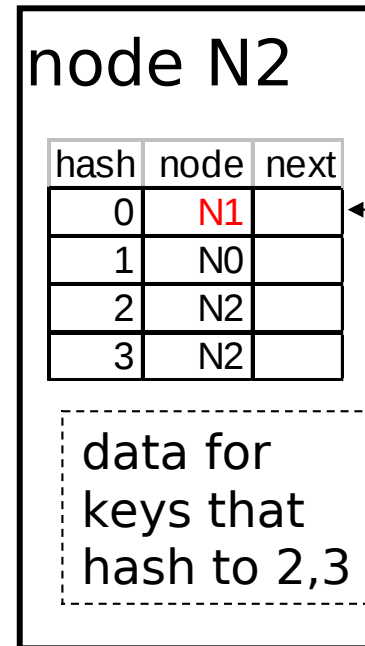 node N2
hash node next
0 N1
1 N0
2 N2
3 N2
data for
keys that
hash to 2,3